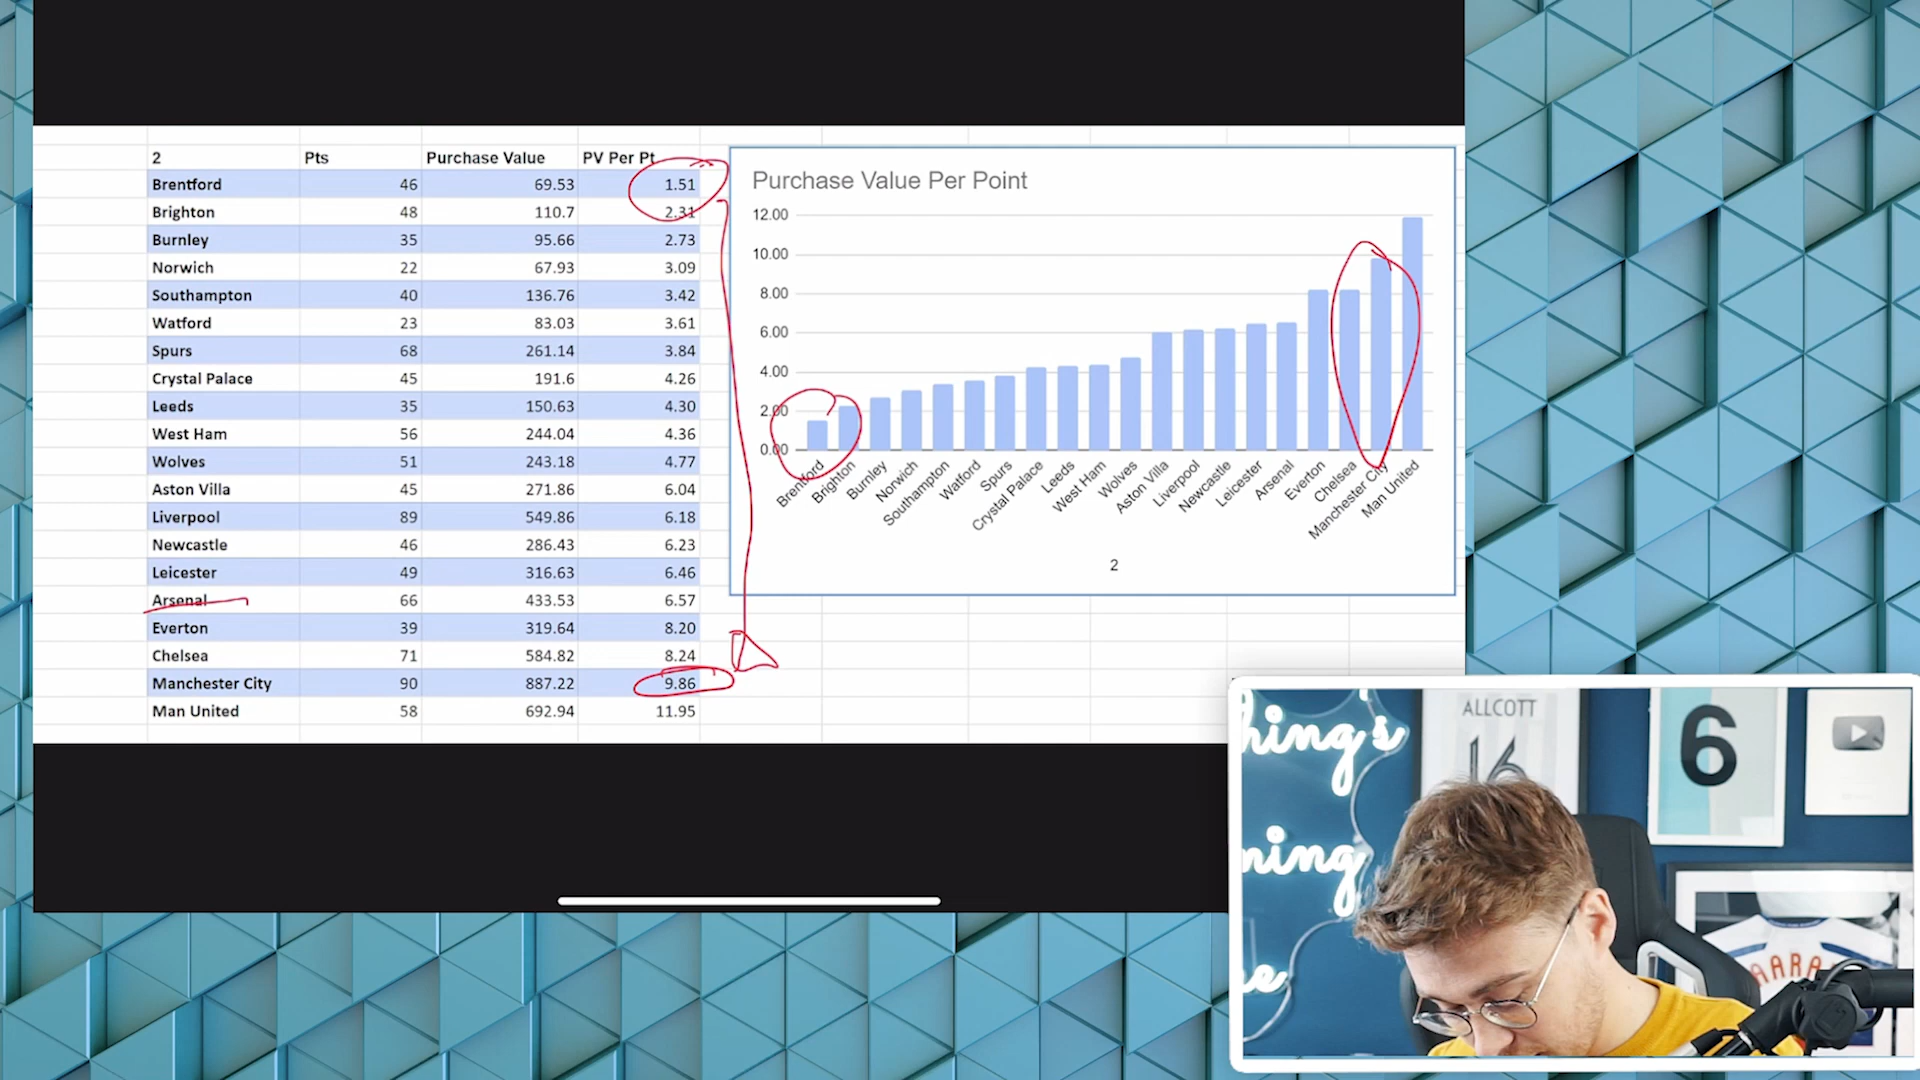 2 Pts Purchase Value PV Per Pt
Brentford 46 69.53 1.51
Brighton 48 110.7 2.31
Burnley 35 95.66 2.73
Norwich 22 67.93 3.09
Southampton 40 136.76 3.42
Watford 23 83.03 3.61
Spurs 68 261.14 3.84
Crystal Palace 45 191.6 4.26
Leeds 35 150.63 4.30
West Ham 56 244.04 4.36
Wolves 51 243.18 4.77
Aston Villa 45 271.86 6.04
Liverpool 89 549.86 6.18
Newcastle 46 286.43 6.23
Leicester 49 316.63 6.46
Arsenal 66 433.53 6.57
Everton 39 319.64 8.20
Chelsea 71 584.82 8.24
Manchester City 90 887.22 9.86
Man United 58 692.94 11.95
Purchase Value Per Point
12.00
10.00
8.00
6.00
4.00
2.00
0.00
Brentford
Brighton
Burnley
Norwich
Southampton
Watford
Spurs
Crystal Palace
Leeds
West Ham
Wolves
Aston Villa
Liverpool
Newcastle
Leicester
Arsenal
Everton
Chelsea
Manchester City
Man United
2
ALLCOTT
16
6